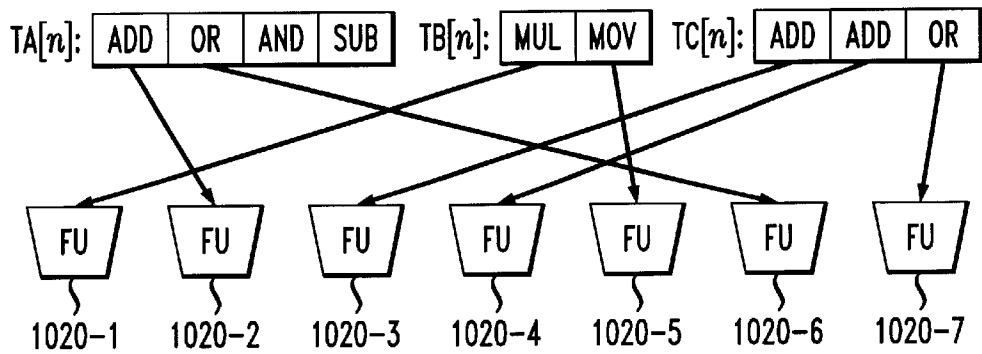 TA[n]: ADD OR AND SUB TB[n]: MUL MOV TC[n]: ADD ADD OR
FU FU FU FU FU FU FU
1020-1 1020-2 1020-3 1020-4 1020-5 1020-6 1020-7